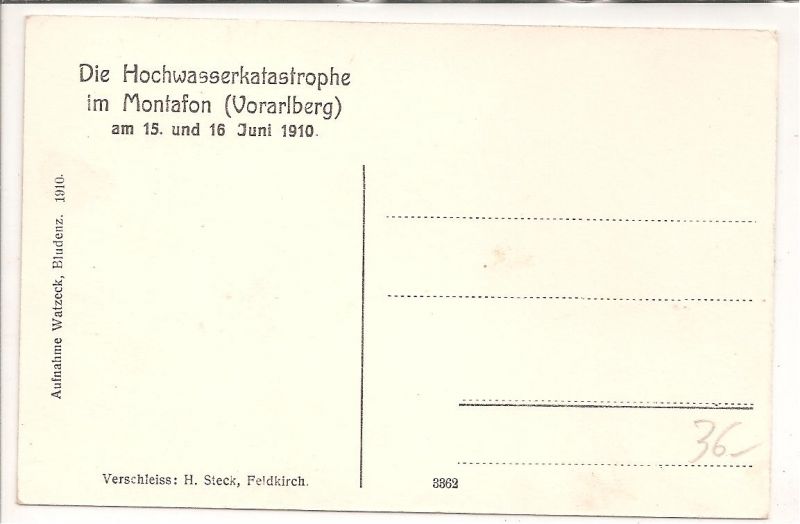 Die Hochwasserkatastrophe
im Montafon (Vorarlberg)
am 15. und 16 Juni 1910.
Aufnahme Watzeck, Bludenz. 1910.
36-
Verschleiss: H. Steck, Feldkirch.
3362